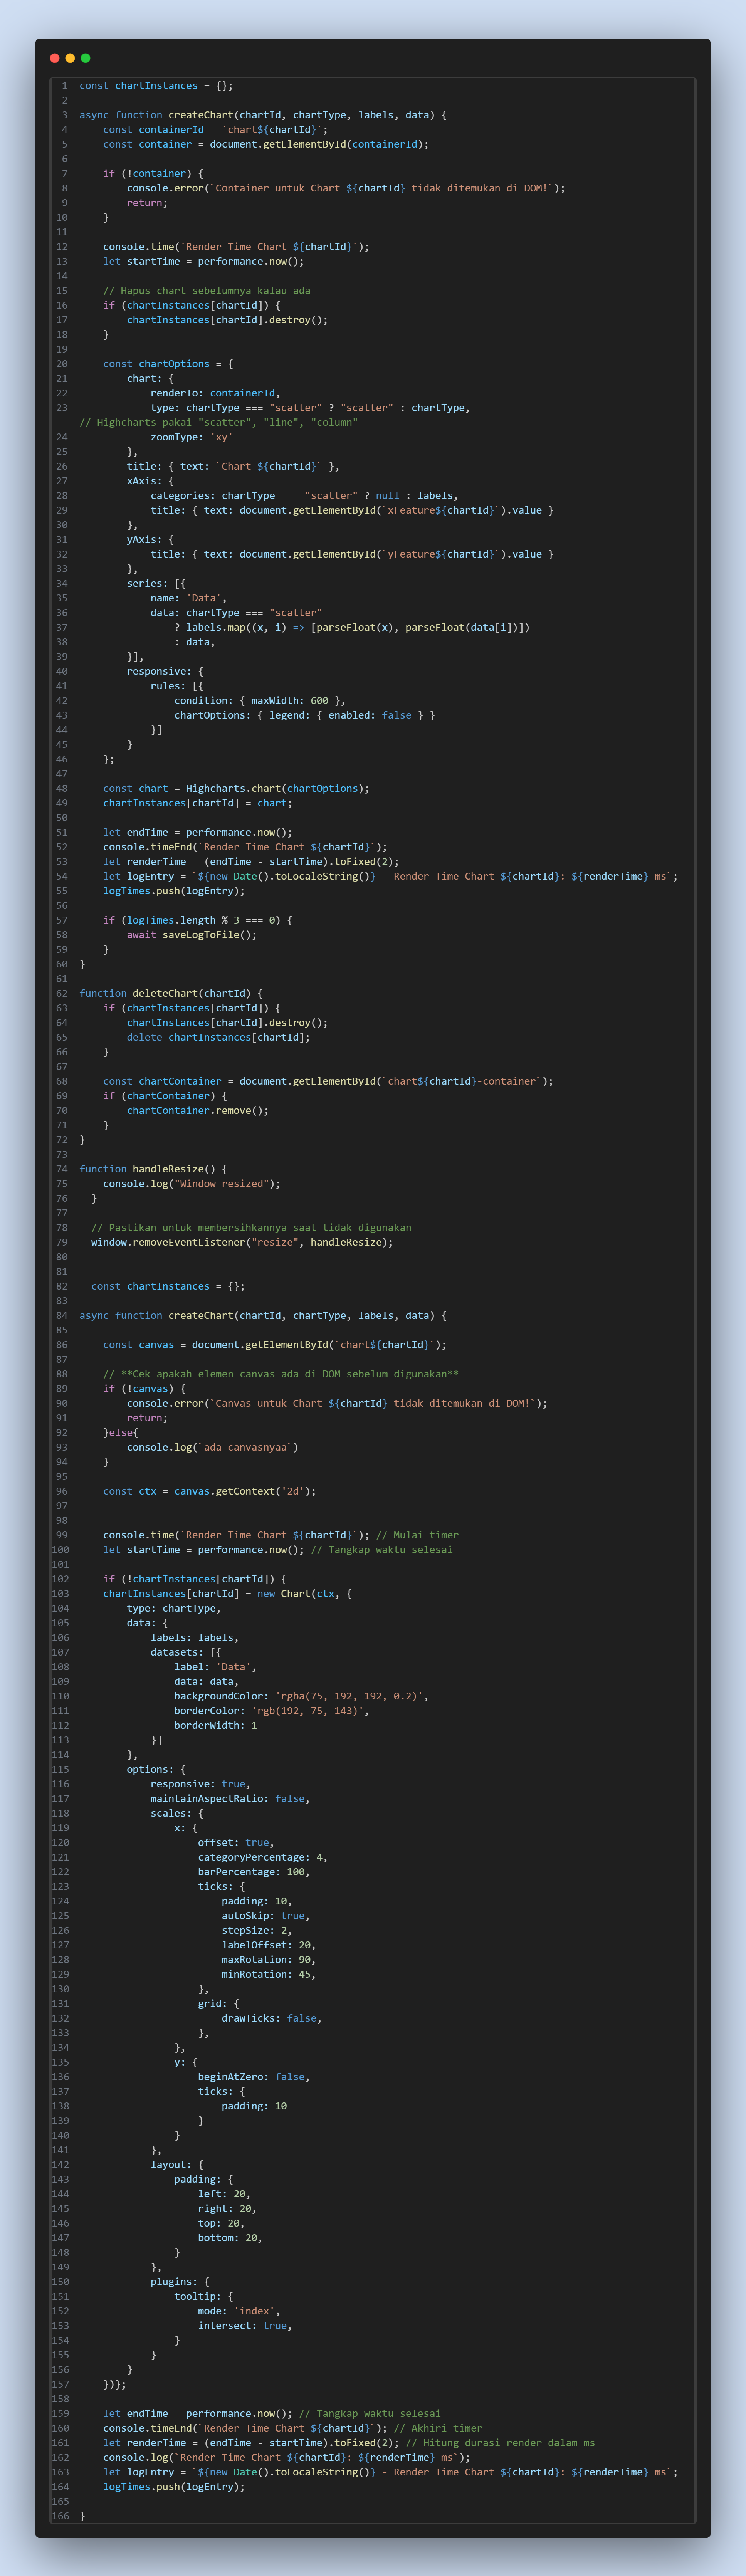 1 const chartInstances = {};
2
3 async function createChart(chartId, chartType, labels, data) {
4     const containerId = `chart${chartId}`;
5     const container = document.getElementById(containerId);
6
7     if (!container) {
8         console.error(`Container untuk Chart ${chartId} tidak ditemukan di DOM!`);
9         return;
10     }
11
12     console.time(`Render Time Chart ${chartId}`);
13     let startTime = performance.now();
14
15     // Hapus chart sebelumnya kalau ada
16     if (chartInstances[chartId]) {
17         chartInstances[chartId].destroy();
18     }
19
20     const chartOptions = {
21         chart: {
22             renderTo: containerId,
23             type: chartType === "scatter" ? "scatter" : chartType,
// Highcharts pakai "scatter", "line", "column"
24             zoomType: 'xy'
25         },
26         title: { text: `Chart ${chartId}` },
27         xAxis: {
28             categories: chartType === "scatter" ? null : labels,
29             title: { text: document.getElementById(`xFeature${chartId}`).value }
30         },
31         yAxis: {
32             title: { text: document.getElementById(`yFeature${chartId}`).value }
33         },
34         series: [{
35             name: 'Data',
36             data: chartType === "scatter"
37                 ? labels.map((x, i) => [parseFloat(x), parseFloat(data[i])])
38                 : data,
39         }],
40         responsive: {
41             rules: [{
42                 condition: { maxWidth: 600 },
43                 chartOptions: { legend: { enabled: false } }
44             }]
45         }
46     };
47
48     const chart = Highcharts.chart(chartOptions);
49     chartInstances[chartId] = chart;
50
51     let endTime = performance.now();
52     console.timeEnd(`Render Time Chart ${chartId}`);
53     let renderTime = (endTime - startTime).toFixed(2);
54     let logEntry = `${new Date().toLocaleString()} - Render Time Chart ${chartId}: ${renderTime} ms`;
55     logTimes.push(logEntry);
56
57     if (logTimes.length % 3 === 0) {
58         await saveLogToFile();
59     }
60 }
61
62 function deleteChart(chartId) {
63     if (chartInstances[chartId]) {
64         chartInstances[chartId].destroy();
65         delete chartInstances[chartId];
66     }
67
68     const chartContainer = document.getElementById(`chart${chartId}-container`);
69     if (chartContainer) {
70         chartContainer.remove();
71     }
72 }
73
74 function handleResize() {
75     console.log("Window resized");
76   }
77
78   // Pastikan untuk membersihkannya saat tidak digunakan
79   window.removeEventListener("resize", handleResize);
80
81
82   const chartInstances = {};
83
84 async function createChart(chartId, chartType, labels, data) {
85
86     const canvas = document.getElementById(`chart${chartId}`);
87
88     // **Cek apakah elemen canvas ada di DOM sebelum digunakan**
89     if (!canvas) {
90         console.error(`Canvas untuk Chart ${chartId} tidak ditemukan di DOM!`);
91         return;
92     }else{
93         console.log(`ada canvasnyaa`)
94     }
95
96     const ctx = canvas.getContext('2d');
97
98
99     console.time(`Render Time Chart ${chartId}`); // Mulai timer
100     let startTime = performance.now(); // Tangkap waktu selesai
101
102     if (!chartInstances[chartId]) {
103     chartInstances[chartId] = new Chart(ctx, {
104         type: chartType,
105         data: {
106             labels: labels,
107             datasets: [{
108                 label: 'Data',
109                 data: data,
110                 backgroundColor: 'rgba(75, 192, 192, 0.2)',
111                 borderColor: 'rgb(192, 75, 143)',
112                 borderWidth: 1
113             }]
114         },
115         options: {
116             responsive: true,
117             maintainAspectRatio: false,
118             scales: {
119                 x: {
120                     offset: true,
121                     categoryPercentage: 4,
122                     barPercentage: 100,
123                     ticks: {
124                         padding: 10,
125                         autoSkip: true,
126                         stepSize: 2,
127                         labelOffset: 20,
128                         maxRotation: 90,
129                         minRotation: 45,
130                     },
131                     grid: {
132                         drawTicks: false,
133                     },
134                 },
135                 y: {
136                     beginAtZero: false,
137                     ticks: {
138                         padding: 10
139                     }
140                 }
141             },
142             layout: {
143                 padding: {
144                     left: 20,
145                     right: 20,
146                     top: 20,
147                     bottom: 20,
148                 }
149             },
150             plugins: {
151                 tooltip: {
152                     mode: 'index',
153                     intersect: true,
154                 }
155             }
156         }
157     })};
158
159     let endTime = performance.now(); // Tangkap waktu selesai
160     console.timeEnd(`Render Time Chart ${chartId}`); // Akhiri timer
161     let renderTime = (endTime - startTime).toFixed(2); // Hitung durasi render dalam ms
162     console.log(`Render Time Chart ${chartId}: ${renderTime} ms`);
163     let logEntry = `${new Date().toLocaleString()} - Render Time Chart ${chartId}: ${renderTime} ms`;
164     logTimes.push(logEntry);
165
166 }